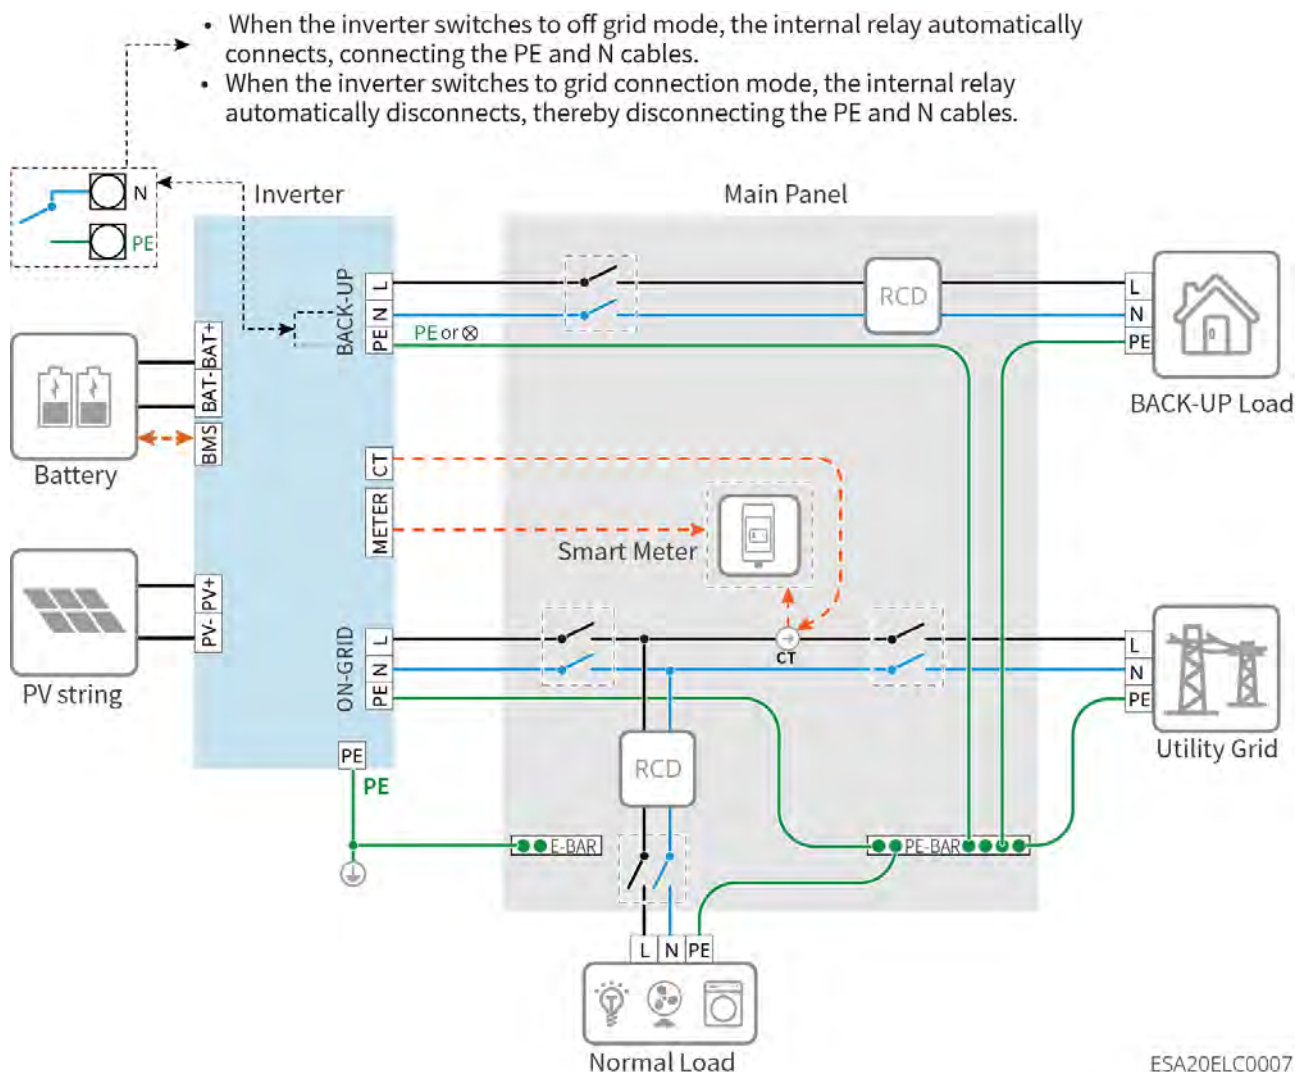 • When the inverter switches to off grid mode, the internal relay automatically
connects, connecting the PE and N cables.
• When the inverter switches to grid connection mode, the internal relay
automatically disconnects, thereby disconnecting the PE and N cables.
N
PE
Inverter
Main Panel
BACK-UP
L
N
PE
PE or ⊗
RCD
L
N
PE
BACK-UP Load
BAT+
BAT-
BMS
Battery
CT
METER
Smart Meter
PV+
PV-
PV string
ON-GRID
L
N
PE
CT
L
N
PE
Utility Grid
PE
PE
RCD
E-BAR
PE-BAR
L
N
PE
Normal Load
ESA20ELC0007